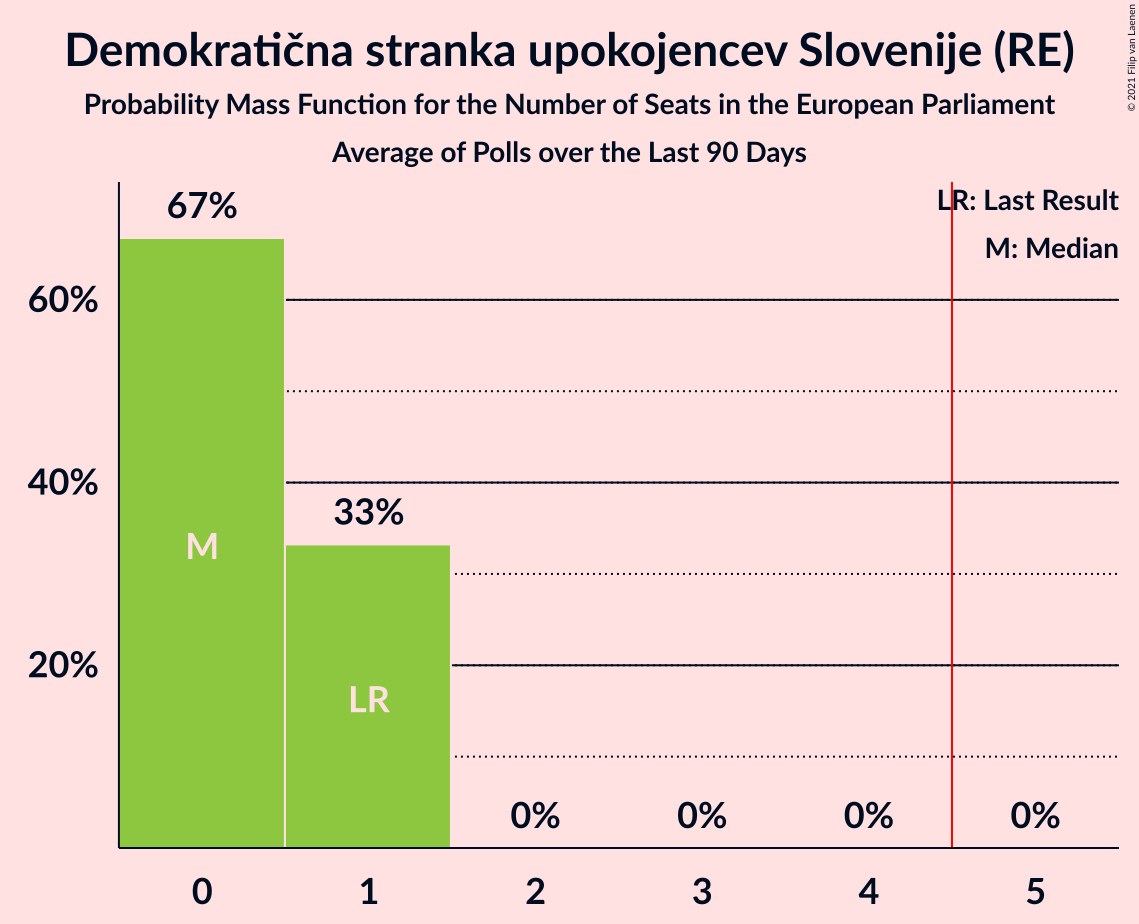 Demokratična stranka upokojencev Slovenije (RE)
Probability Mass Function for the Number of Seats in the European Parliament
Average of Polls over the Last 90 Days
© 2021 Filip van Laenen
LR: Last Result
M: Median
67%
60%
40%
33%
M
20%
LR
0% 0% 0% 0%
0 1 2 3 4 5